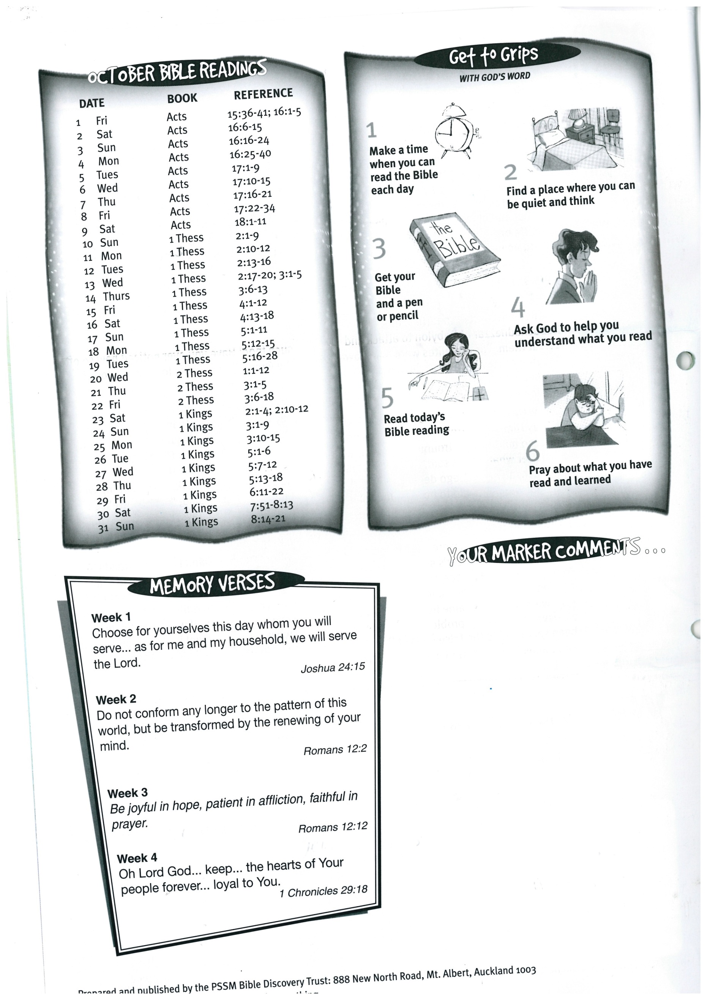 OCTOBER BIBLE READINGS
DATE BOOK REFERENCE
1 Fri Acts 15:36-41; 16:1-5
2 Sat Acts 16:6-15
3 Sun Acts 16:16-24
4 Mon Acts 16:25-40
5 Tues Acts 17:1-9
6 Wed Acts 17:10-15
7 Thu Acts 17:16-21
8 Fri Acts 17:22-34
9 Sat Acts 18:1-11
10 Sun 1 Thess 2:1-9
11 Mon 1 Thess 2:10-12
12 Tues 1 Thess 2:13-16
13 Wed 1 Thess 2:17-20; 3:1-5
14 Thurs 1 Thess 3:6-13
15 Fri 1 Thess 4:1-12
16 Sat 1 Thess 4:13-18
17 Sun 1 Thess 5:1-11
18 Mon 1 Thess 5:12-15
19 Tues 1 Thess 5:16-28
20 Wed 2 Thess 1:1-12
21 Thu 2 Thess 3:1-5
22 Fri 2 Thess 3:6-18
23 Sat 1 Kings 2:1-4; 2:10-12
24 Sun 1 Kings 3:1-9
25 Mon 1 Kings 3:10-15
26 Tue 1 Kings 5:1-6
27 Wed 1 Kings 5:7-12
28 Thu 1 Kings 5:13-18
29 Fri 1 Kings 6:11-22
30 Sat 1 Kings 7:51-8:13
31 Sun 1 Kings 8:14-21
Get to Grips
WITH GOD'S WORD
1
Make a time
when you can
read the Bible
each day
2
Find a place where you can
be quiet and think
3
the
Bible
Get your
Bible
and a pen
or pencil
4
Ask God to help you
understand what you read
5
Read today's
Bible reading
6
Pray about what you have
read and learned
YOUR MARKER COMMENTS...
MEMORY VERSES
Week 1
Choose for yourselves this day whom you will
serve... as for me and my household, we will serve
the Lord.
Joshua 24:15
Week 2
Do not conform any longer to the pattern of this
world, but be transformed by the renewing of your
mind.
Romans 12:2
Week 3
Be joyful in hope, patient in affliction, faithful in
prayer.
Romans 12:12
Week 4
Oh Lord God... keep... the hearts of Your
people forever... loyal to You.
1 Chronicles 29:18
Prepared and published by the PSSM Bible Discovery Trust: 888 New North Road, Mt. Albert, Auckland 1003